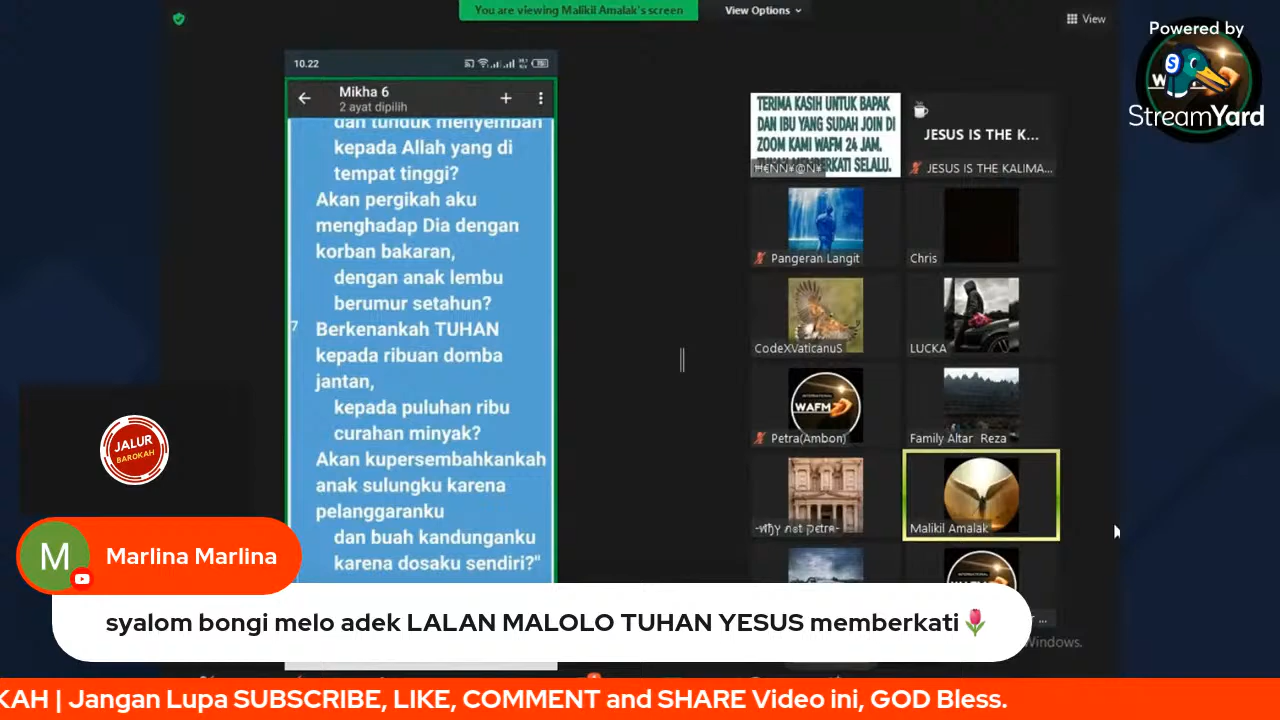 You are viewing Malikil Amalak's screen
View Options
View
Powered by
StreamYard
10.22
Mikha 6
2 ayat dipilih
dan tunduk menyembah
kepada Allah yang di
tempat tinggi?
Akan pergikah aku
menghadap Dia dengan
korban bakaran,
dengan anak lembu
berumur setahun?
7 Berkenankah TUHAN
kepada ribuan domba
jantan,
kepada puluhan ribu
curahan minyak?
Akan kupersembahkankah
anak sulungku karena
pelanggaranku
dan buah kandunganku
karena dosaku sendiri?"
TERIMA KASIH UNTUK BAPAK
DAN IBU YANG SUDAH JOIN DI
ZOOM KAMI WAFM 24 JAM.
TUHAN MEMBERKATI SELALU.
JESUS IS THE K...
JESUS IS THE KALIMA...
Pangeran Langit
Chris
CodeXVaticanuS
LUCKA
INTERNATIONAL
WAFM
Petra(Ambon)
Family Altar Reza
Malikil Amalak
JALUR
BAROKAH
M
Marlina Marlina
syalom bongi melo adek LALAN MALOLO TUHAN YESUS memberkati🌷
Windows.
KAH | Jangan Lupa SUBSCRIBE, LIKE, COMMENT and SHARE Video ini, GOD Bless.